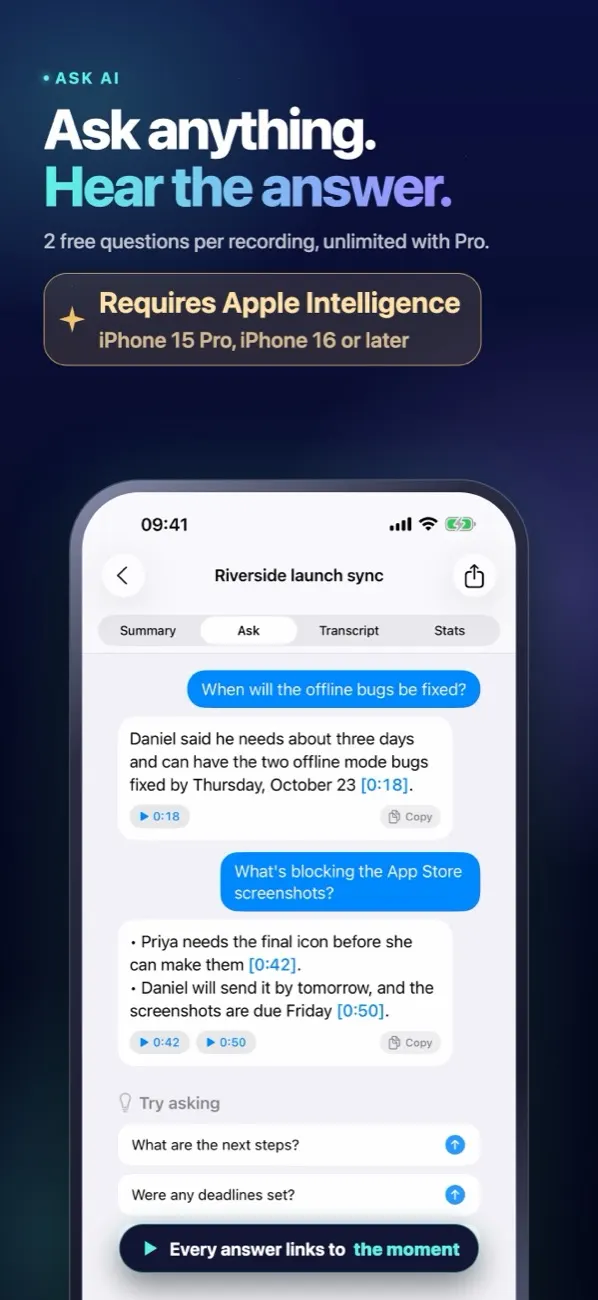 • ASK AI
Ask anything.
Hear the answer.
2 free questions per recording, unlimited with Pro.
Requires Apple Intelligence
iPhone 15 Pro, iPhone 16 or later
09:41
Riverside launch sync
Summary Ask Transcript Stats
When will the offline bugs be fixed?
Daniel said he needs about three days
and can have the two offline mode bugs
fixed by Thursday, October 23 [0:18].
0:18 Copy
What's blocking the App Store
screenshots?
• Priya needs the final icon before she
can make them [0:42].
• Daniel will send it by tomorrow, and the
screenshots are due Friday [0:50].
0:42 0:50 Copy
Try asking
What are the next steps?
Were any deadlines set?
Every answer links to the moment